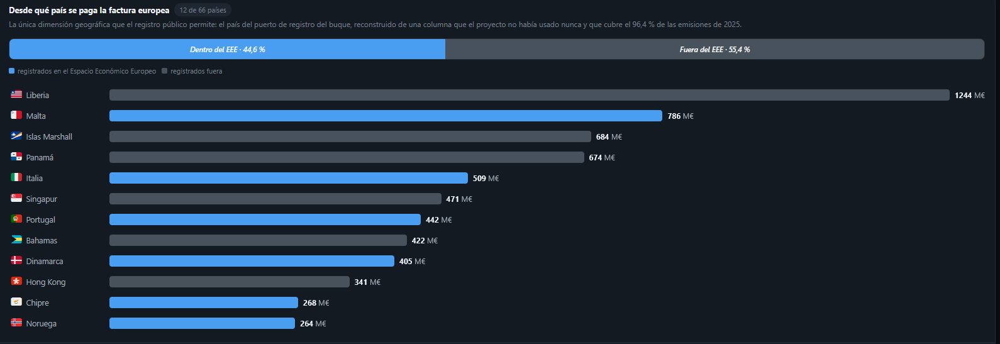 Desde qué país se paga la factura europea 12 de 66 países
La única dimensión geográfica que el registro público permite: el país del puerto de registro del buque, reconstruido de una columna que el proyecto no había usado nunca y que cubre el 96,4 % de las emisiones de 2025.
Dentro del EEE · 44,6 % Fuera del EEE · 55,4 %
registrados en el Espacio Económico Europeo registrados fuera
Liberia 1244 M€
Malta 786 M€
Islas Marshall 684 M€
Panamá 674 M€
Italia 509 M€
Singapur 471 M€
Portugal 442 M€
Bahamas 422 M€
Dinamarca 405 M€
Hong Kong 341 M€
Chipre 268 M€
Noruega 264 M€